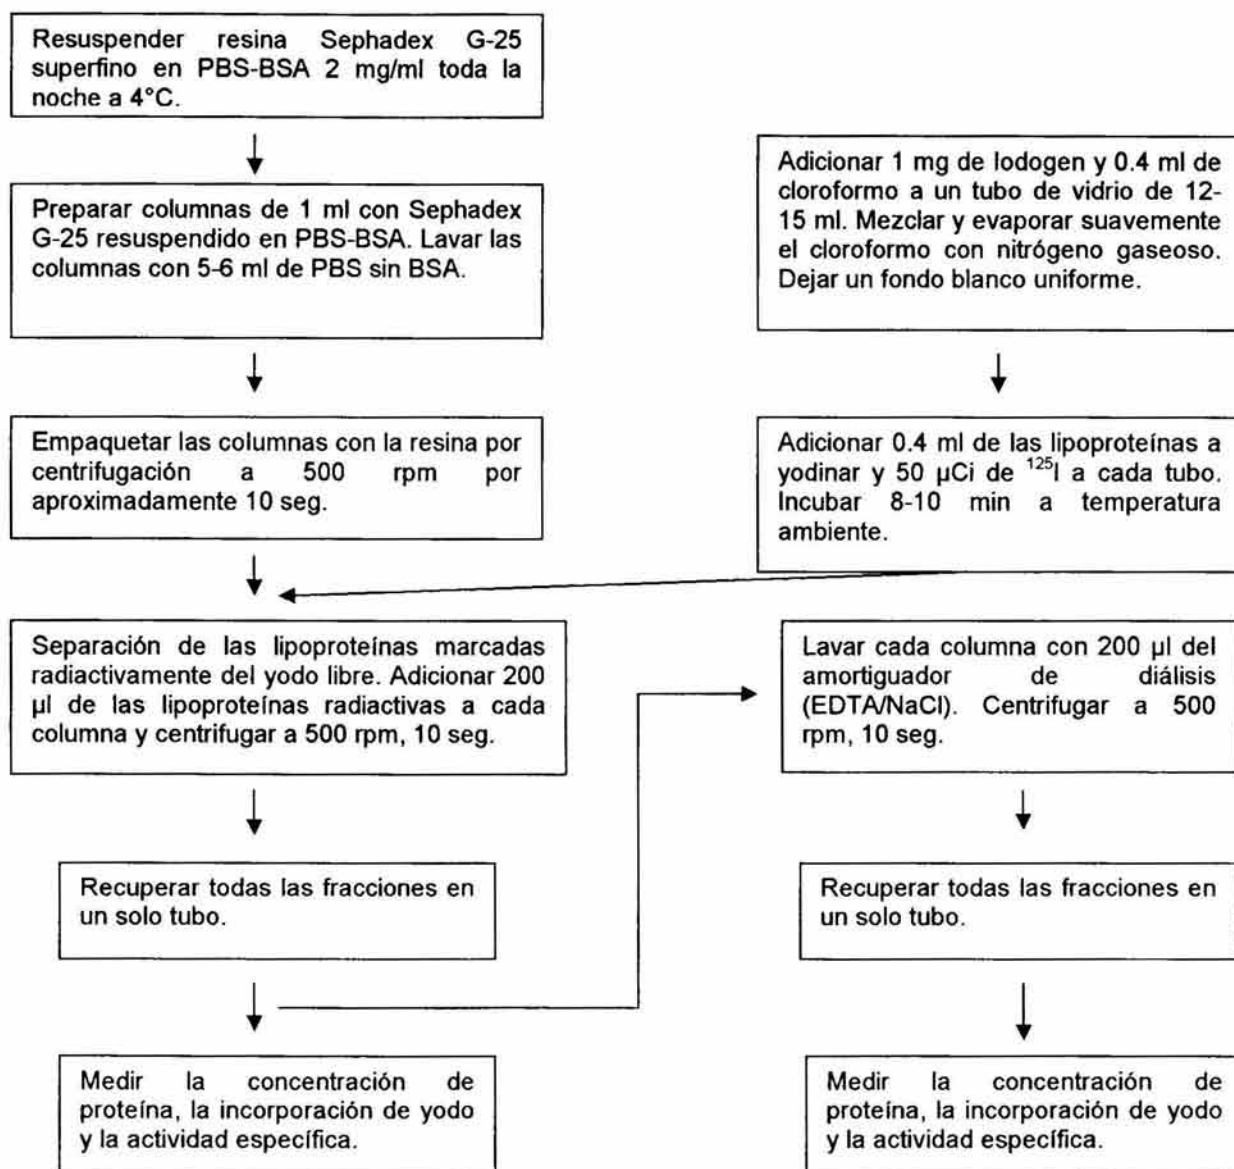 Resuspender resina Sephadex G-25
superfino en PBS-BSA 2 mg/ml toda la
noche a 4°C.
Preparar columnas de 1 ml con Sephadex
G-25 resuspendido en PBS-BSA. Lavar las
columnas con 5-6 ml de PBS sin BSA.
Adicionar 1 mg de Iodogen y 0.4 ml de
cloroformo a un tubo de vidrio de 12-
15 ml. Mezclar y evaporar suavemente
el cloroformo con nitrógeno gaseoso.
Dejar un fondo blanco uniforme.
Empaquetar las columnas con la resina por
centrifugación a 500 rpm por
aproximadamente 10 seg.
Adicionar 0.4 ml de las lipoproteínas a
yodinar y 50 µCi de ¹²⁵I a cada tubo.
Incubar 8-10 min a temperatura
ambiente.
Separación de las lipoproteínas marcadas
radiactivamente del yodo libre. Adicionar 200
µl de las lipoproteínas radiactivas a cada
columna y centrifugar a 500 rpm, 10 seg.
Lavar cada columna con 200 µl del
amortiguador de diálisis
(EDTA/NaCl). Centrifugar a 500
rpm, 10 seg.
Recuperar todas las fracciones en
un solo tubo.
Recuperar todas las fracciones en
un solo tubo.
Medir la concentración de
proteína, la incorporación de yodo
y la actividad específica.
Medir la concentración de
proteína, la incorporación de yodo
y la actividad específica.